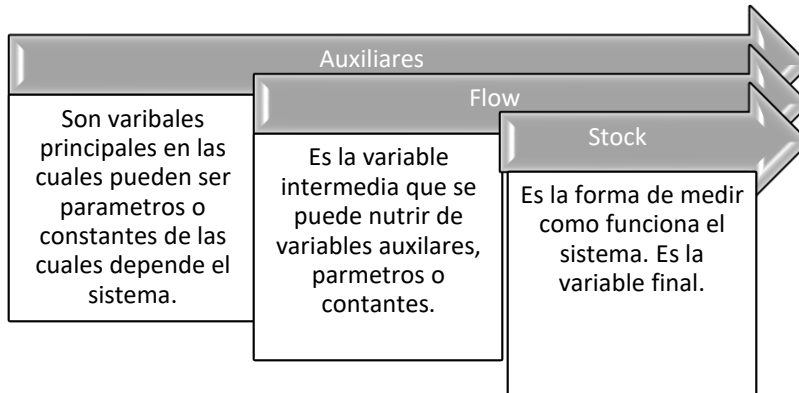 Auxiliares
Son varibales
principales en las
cuales pueden ser
parametros o
constantes de las
cuales depende el
sistema.
Flow
Es la variable
intermedia que se
puede nutrir de
variables auxilares,
parmetros o
contantes.
Stock
Es la forma de medir
como funciona el
sistema. Es la
variable final.